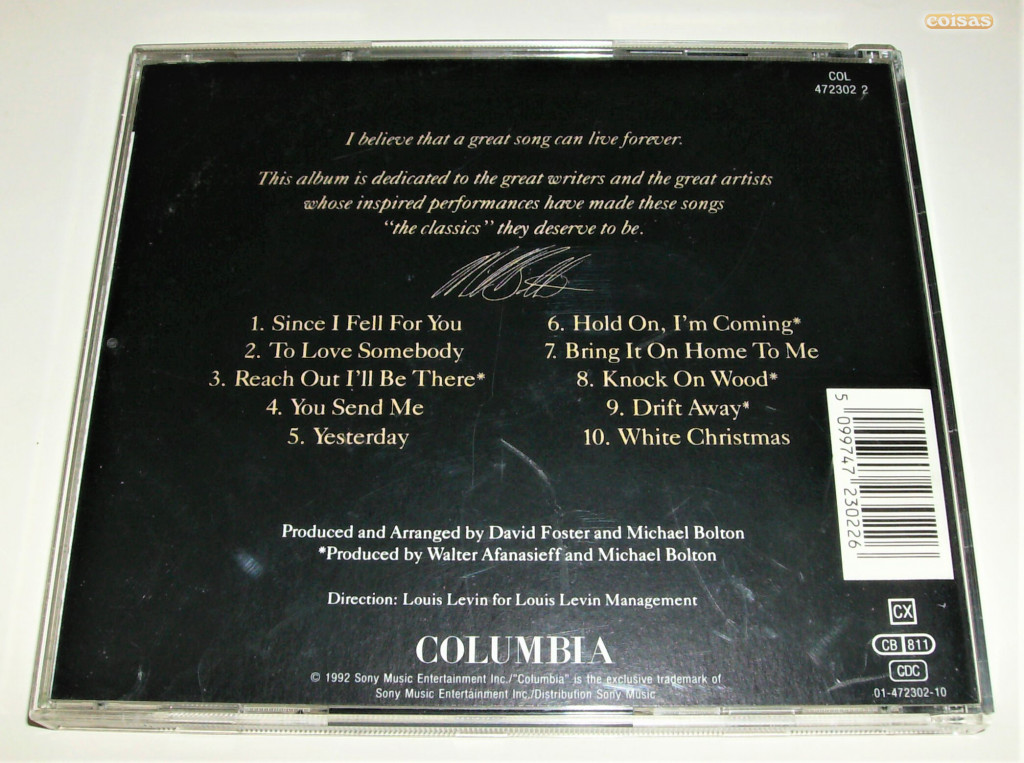 coisas
COL
472302 2
I believe that a great song can live forever.
This album is dedicated to the great writers and the great artists
whose inspired performances have made these songs
“the classics” they deserve to be.
1. Since I Fell For You
2. To Love Somebody
3. Reach Out I'll Be There*
4. You Send Me
5. Yesterday
6. Hold On, I'm Coming*
7. Bring It On Home To Me
8. Knock On Wood*
9. Drift Away*
10. White Christmas
5 099747 230226
Produced and Arranged by David Foster and Michael Bolton
*Produced by Walter Afanasieff and Michael Bolton
Direction: Louis Levin for Louis Levin Management
COLUMBIA
© 1992 Sony Music Entertainment Inc./"Columbia" is the exclusive trademark of
Sony Music Entertainment Inc./Distribution Sony Music
CX
CB 811
CDC
01-472302-10